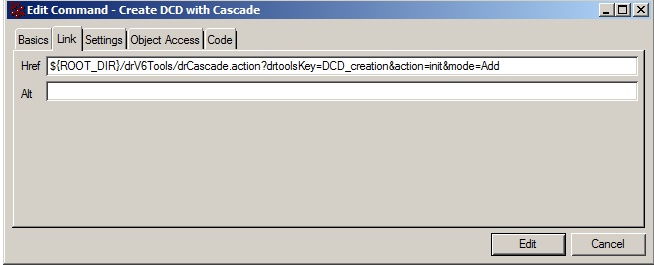 Edit Command - Create DCD with Cascade
Basics Link Settings Object Access Code
Href ${ROOT_DIR}/drV6Tools/drCascade.action?drtoolsKey=DCD_creation&action=init&mode=Add
Alt
Edit Cancel